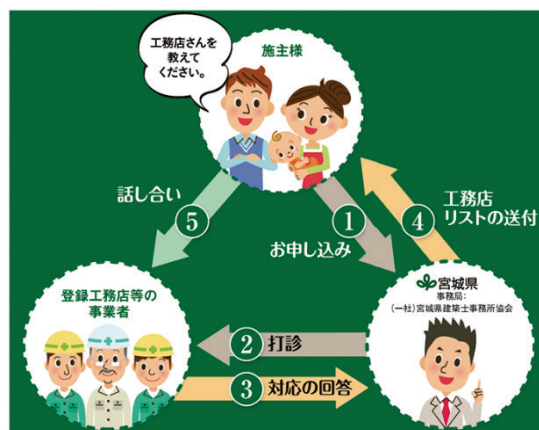 工務店さんを
教えて
ください。
施主様
話し合い
5
1
お申し込み
4
工務店
リストの送付
登録工務店等の
事業者
2
打診
3
対応の回答
宮城県
事務局:
(一社)宮城県建築士事務所協会